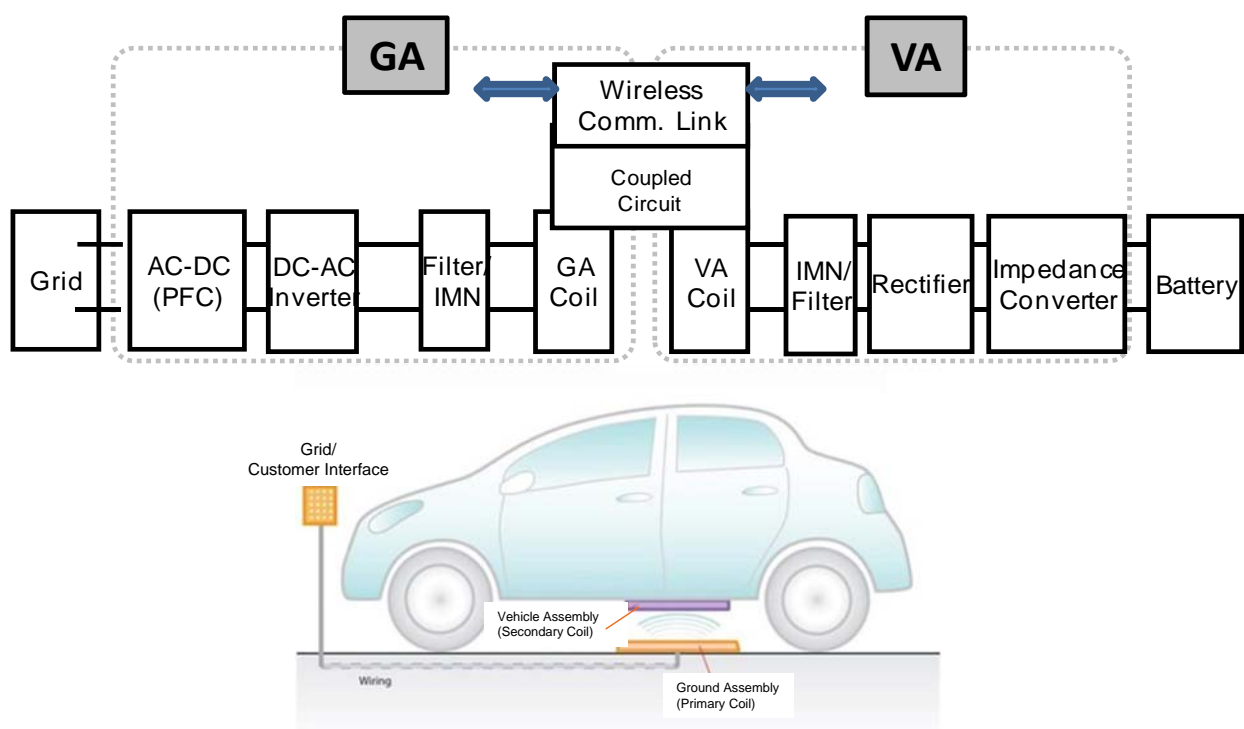 GA
VA
Wireless
Comm. Link
Coupled
Circuit
Grid
AC-DC
(PFC)
DC-AC
Inverter
Filter/
IMN
GA
Coil
VA
Coil
IMN/
Filter
Rectifier
Impedance
Converter
Battery
Grid/
Customer Interface
Vehicle Assembly
(Secondary Coil)
Wiring
Ground Assembly
(Primary Coil)